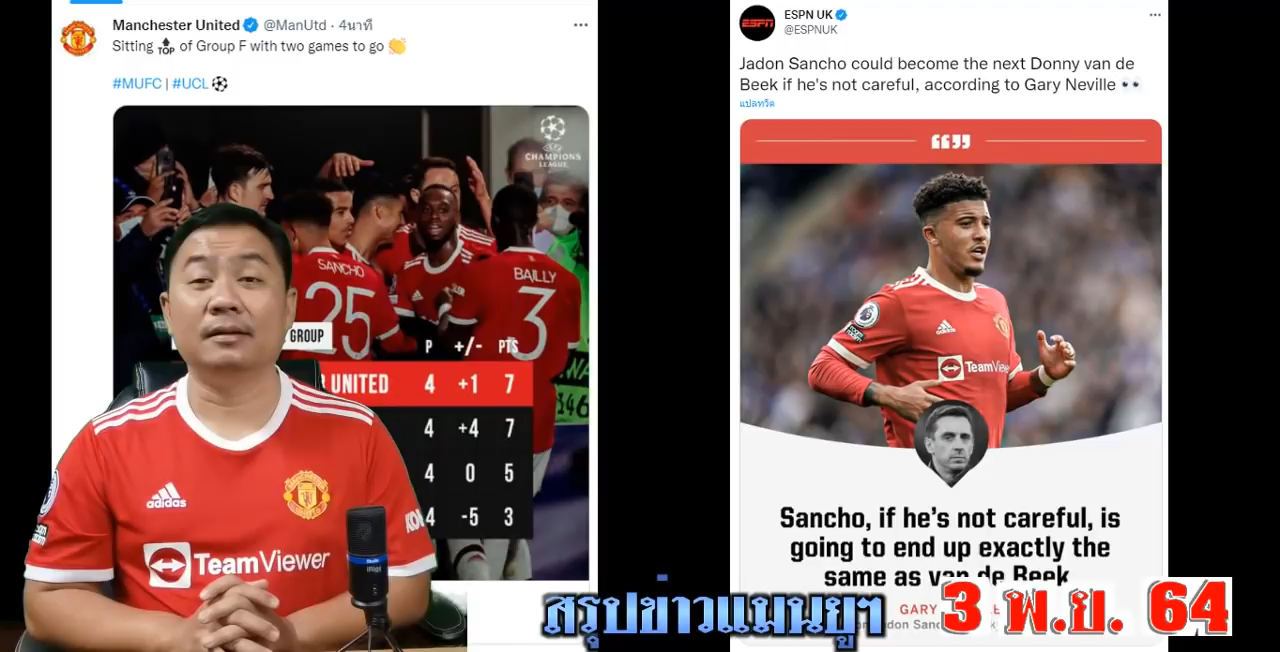 Manchester United @ManUtd · 4นาที
Sitting TOP of Group F with two games to go
#MUFC | #UCL
CHAMPIONS
LEAGUE
SANCHO
25
BAILLY
3
GROUP
P +/- PTS
UNITED 4 +1 7
4 +4 7
4 0 5
4 -5 3
adidas
TeamViewer
ESPN UK
@ESPNUK
Jadon Sancho could become the next Donny van de
Beek if he's not careful, according to Gary Neville
แปลทวีต
adidas
TeamViewer
Sancho, if he's not careful, is
going to end up exactly the
same as van de Beek
GARY
สรุปข่าวแมนยูฯ 3 พ.ย. 64